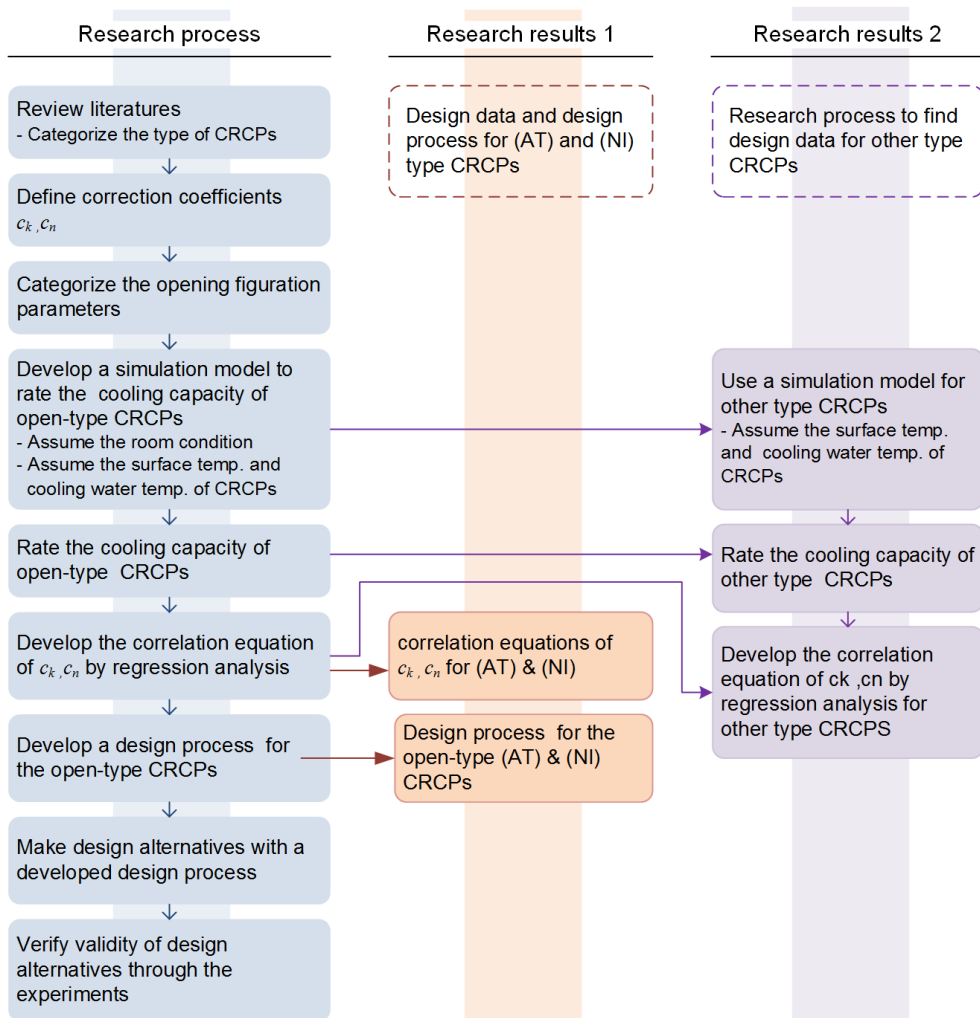 Research process
Review literatures
- Categorize the type of CRCPs
Define correction coefficients
ck ,cn
Categorize the opening figuration
parameters
Develop a simulation model to
rate the cooling capacity of
open-type CRCPs
- Assume the room condition
- Assume the surface temp. and
cooling water temp. of CRCPs
Rate the cooling capacity of
open-type CRCPs
Develop the correlation equation
of ck ,cn by regression analysis
Develop a design process for
the open-type CRCPs
Make design alternatives with a
developed design process
Verify validity of design
alternatives through the
experiments
Research results 1
Design data and design
process for (AT) and (NI)
type CRCPs
correlation equations of
ck , cn for (AT) & (NI)
Design process for the
open-type (AT) & (NI)
CRCPs
Research results 2
Research process to find
design data for other type
CRCPs
Use a simulation model for
other type CRCPs
- Assume the surface temp.
and cooling water temp. of
CRCPs
Rate the cooling capacity of
other type CRCPs
Develop the correlation
equation of ck ,cn by
regression analysis for
other type CRCPS